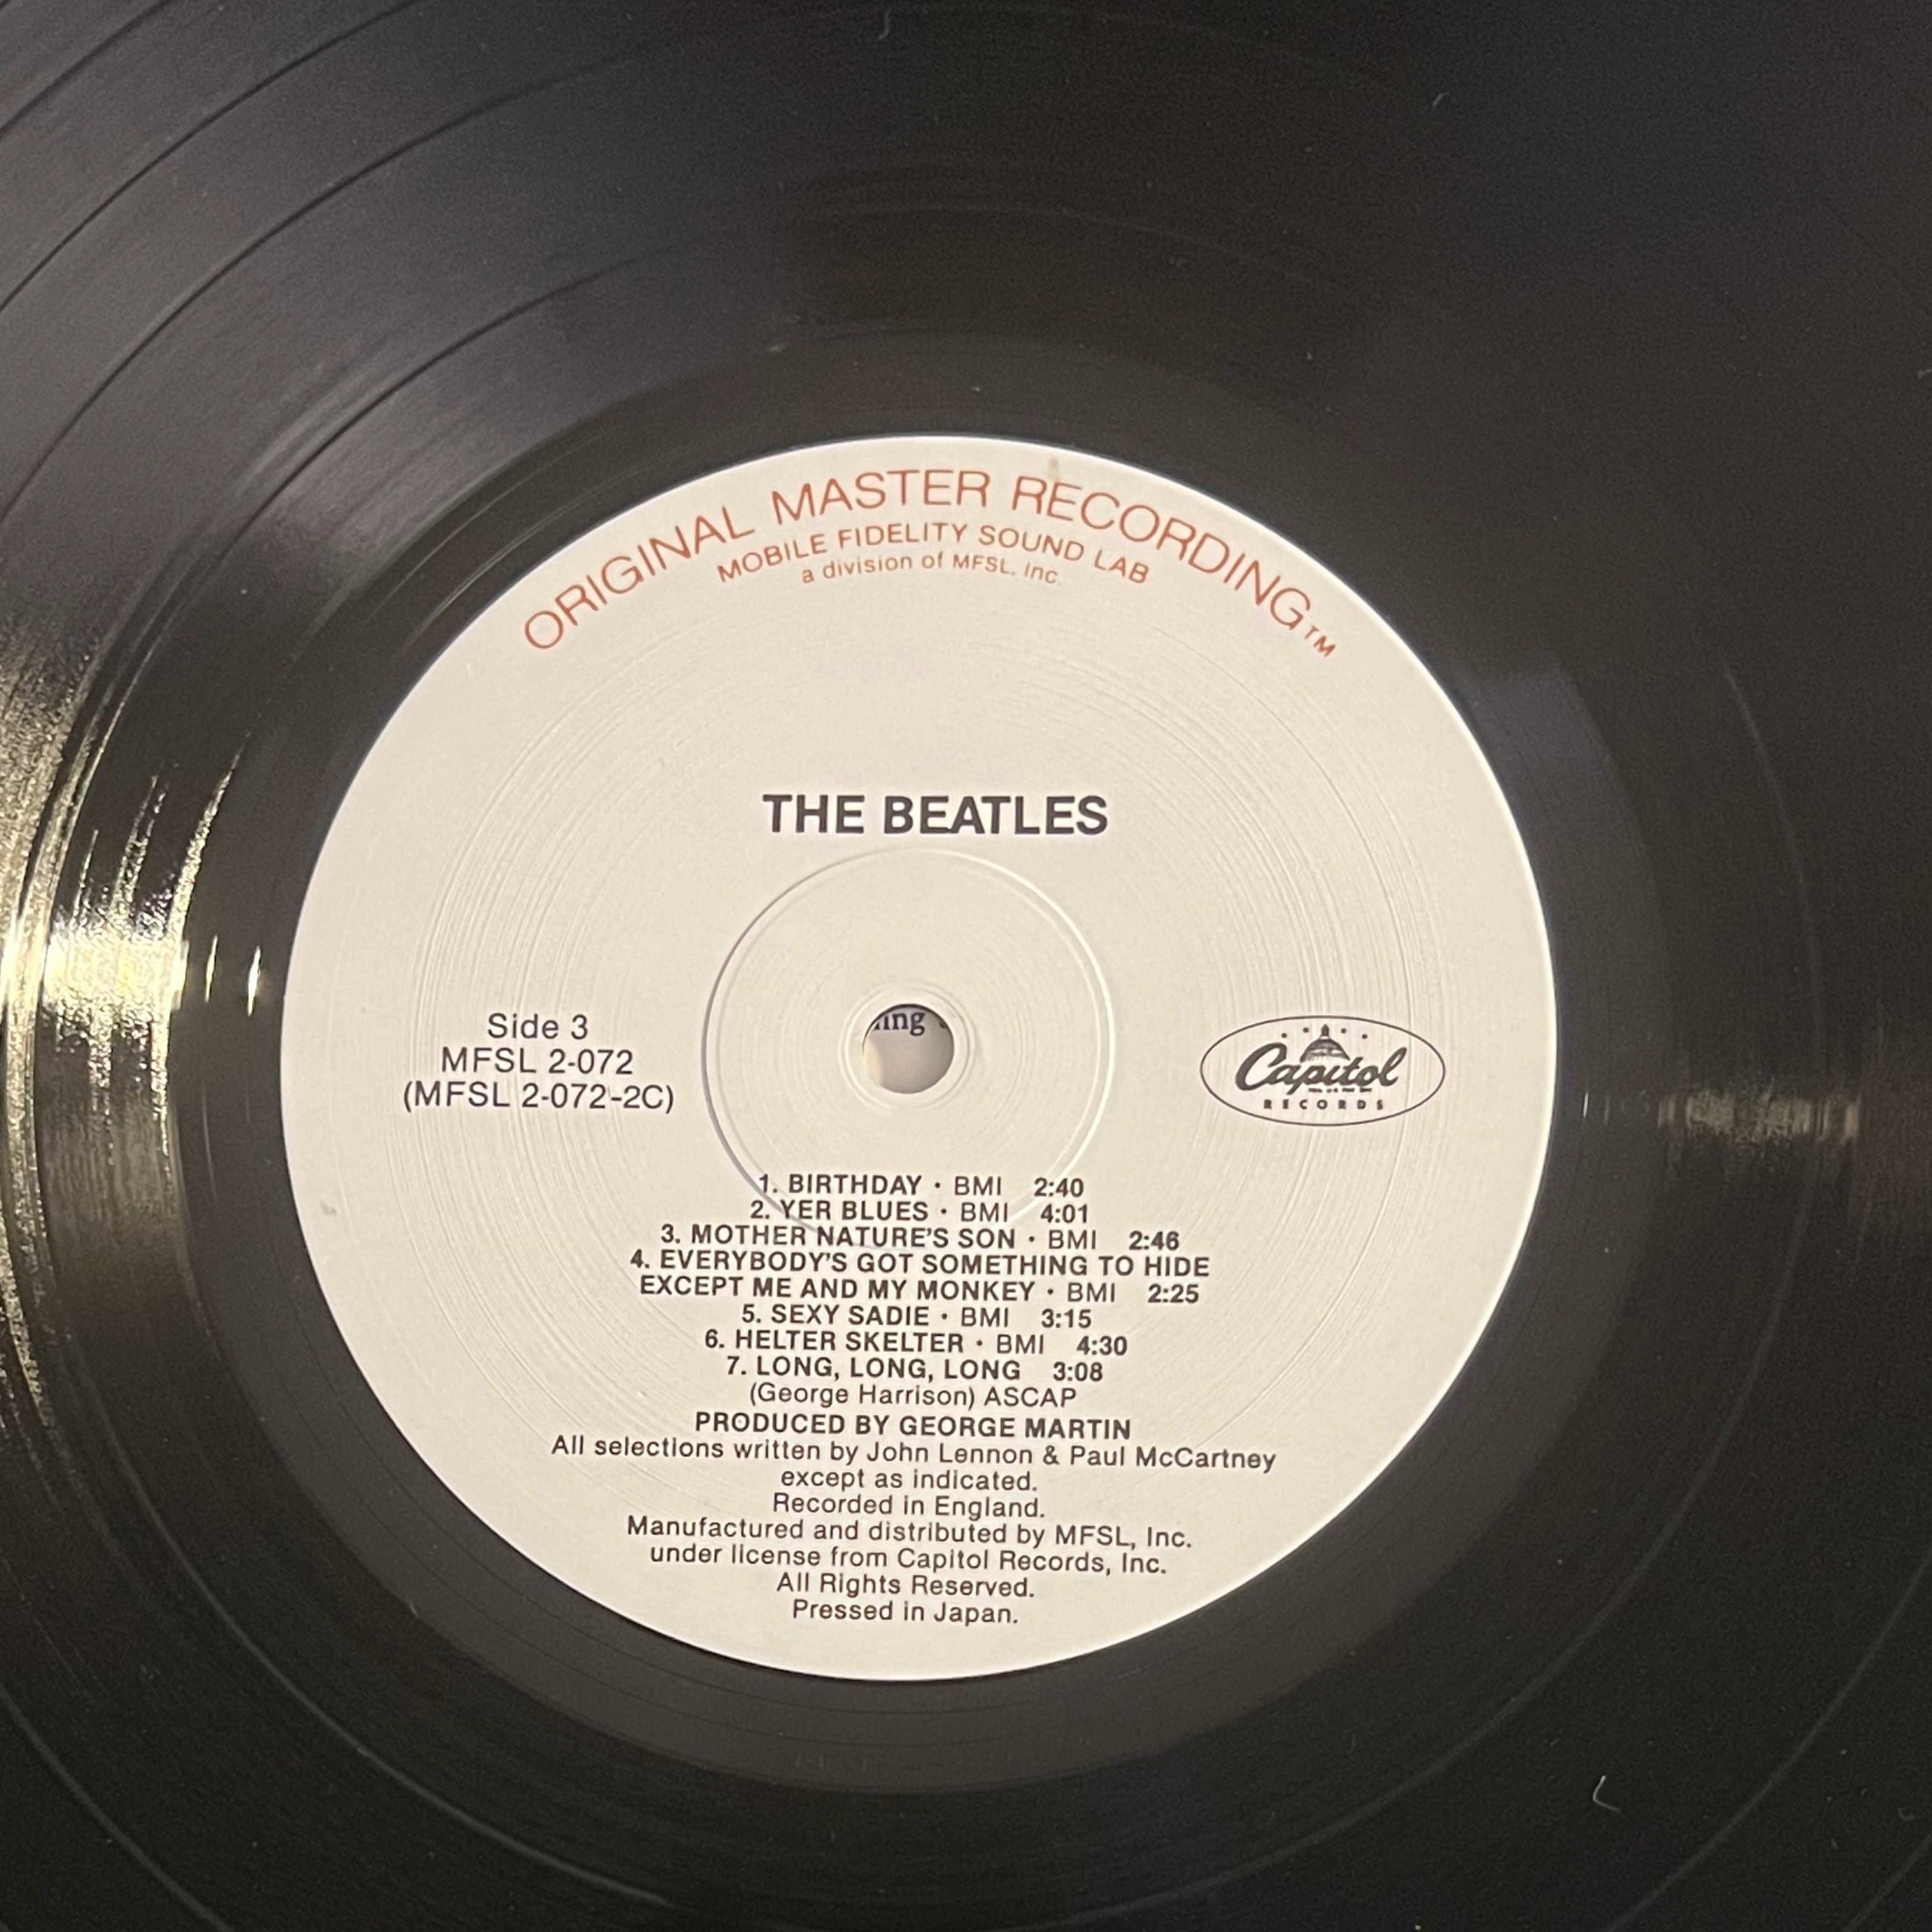 ORIGINAL MASTER RECORDING™
MOBILE FIDELITY SOUND LAB
a division of MFSL, Inc.
THE BEATLES
Side 3
MFSL 2-072
(MFSL 2-072-2C)
ing
Capitol
RECORDS
1. BIRTHDAY · BMI 2:40
2. YER BLUES · BMI 4:01
3. MOTHER NATURE'S SON · BMI 2:46
4. EVERYBODY'S GOT SOMETHING TO HIDE
EXCEPT ME AND MY MONKEY · BMI 2:25
5. SEXY SADIE · BMI 3:15
6. HELTER SKELTER · BMI 4:30
7. LONG, LONG, LONG 3:08
(George Harrison) ASCAP
PRODUCED BY GEORGE MARTIN
All selections written by John Lennon & Paul McCartney
except as indicated.
Recorded in England.
Manufactured and distributed by MFSL, Inc.
under license from Capitol Records, Inc.
All Rights Reserved.
Pressed in Japan.